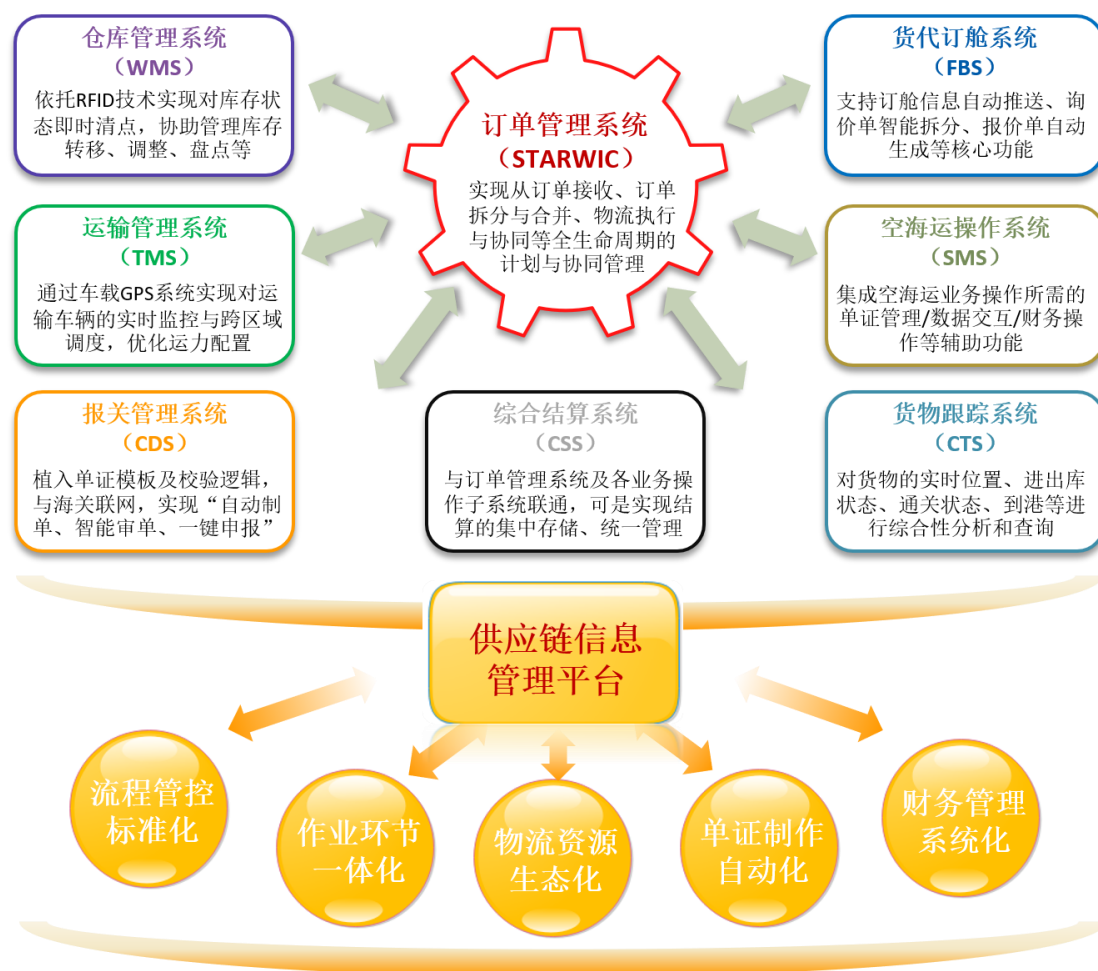 仓库管理系统
（WMS）
依托RFID技术实现对库存状
态即时清点，协助管理库存
转移、调整、盘点等
订单管理系统
（STARWIC）
实现从订单接收、订单
拆分与合并、物流执行
与协同等全生命周期的
计划与协同管理
货代订舱系统
（FBS）
支持订舱信息自动推送、询
价单智能拆分、报价单自动
生成等核心功能
运输管理系统
（TMS）
通过车载GPS系统实现对运
输车辆的实时监控与跨区域
调度，优化运力配置
空海运操作系统
（SMS）
集成空海运业务操作所需的
单证管理/数据交互/财务操
作等辅助功能
报关管理系统
（CDS）
植入单证模板及校验逻辑，
与海关联网，实现“自动制
单、智能审单、一键申报”
综合结算系统
（CSS）
与订单管理系统及各业务操
作子系统联通，可是实现结
算的集中存储、统一管理
货物跟踪系统
（CTS）
对货物的实时位置、进出库
状态、通关状态、到港等进
行综合性分析和查询
供应链信息
管理平台
流程管控
标准化
作业环节
一体化
物流资源
生态化
单证制作
自动化
财务管理
系统化